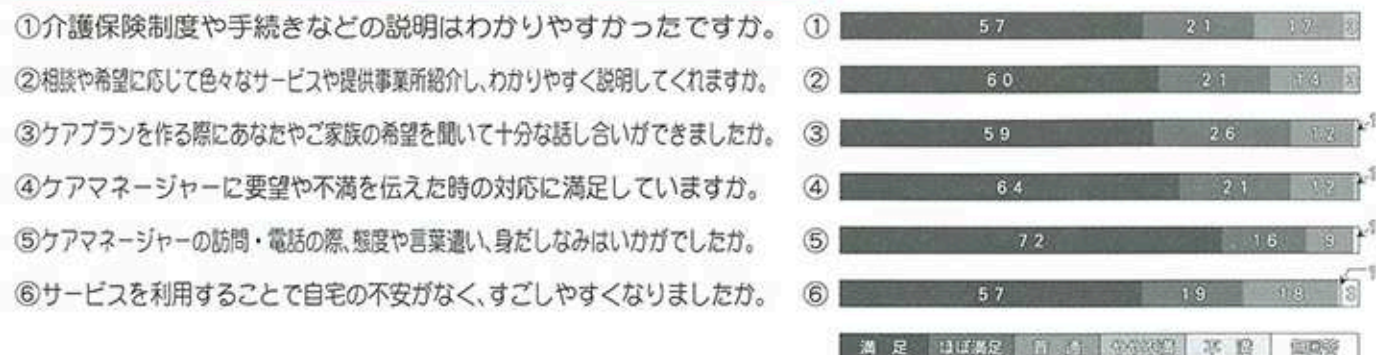 ①介護保険制度や手続きなどの説明はわかりやすかったですか。 ① 57 21 17 3
②相談や希望に応じて色々なサービスや提供事業所紹介し、わかりやすく説明してくれますか。 ② 60 21 14 3
③ケアプランを作る際にあなたやご家族の希望を聞いて十分な話し合いができましたか。 ③ 59 26 12 1
④ケアマネージャーに要望や不満を伝えた時の対応に満足していますか。 ④ 64 21 12 1
⑤ケアマネージャーの訪問・電話の際、態度や言葉遣い、身だしなみはいかがでしたか。 ⑤ 72 16 9 1
⑥サービスを利用することで自宅の不安がなく、すごしやすくなりましたか。 ⑥ 57 19 18 3 1
満足 ほぼ満足 普通